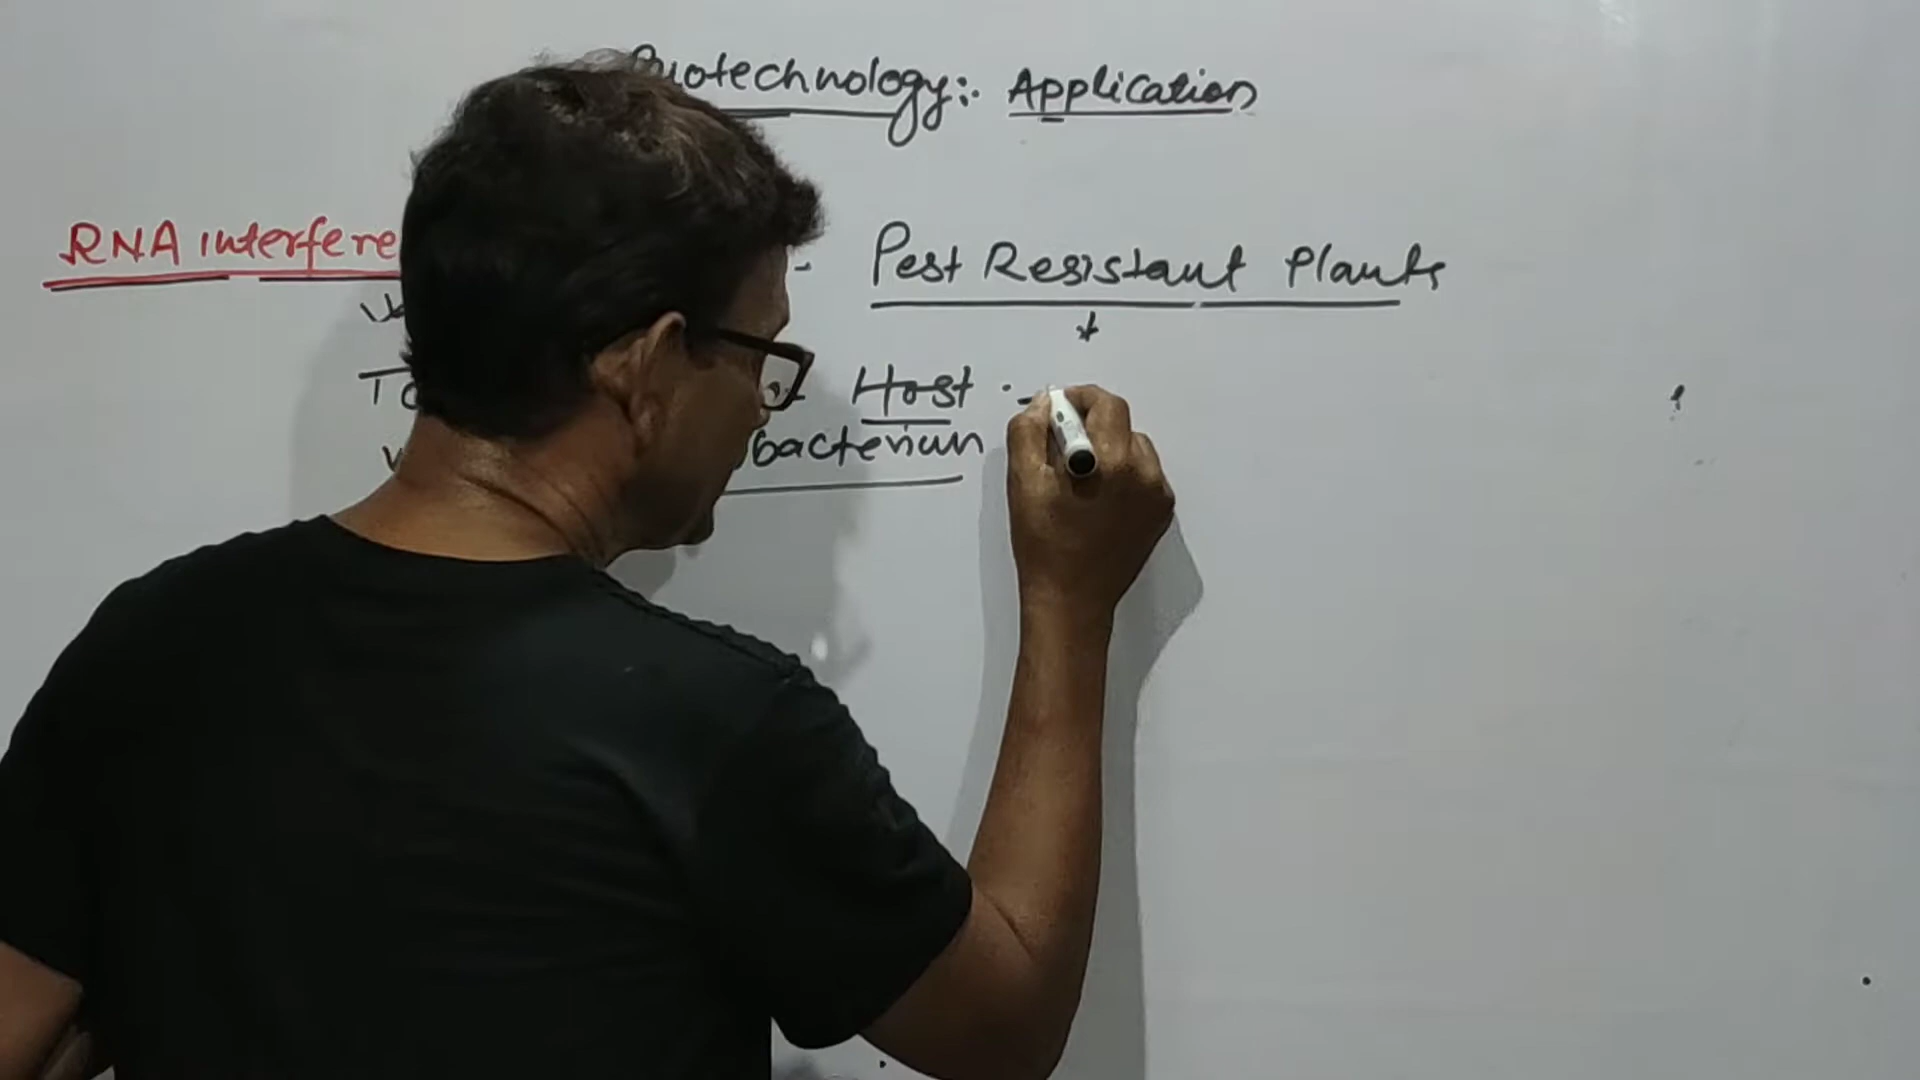 Biotechnology:. Application
RNA interfere - Pest Resistant Plants
Host :-
bacterium